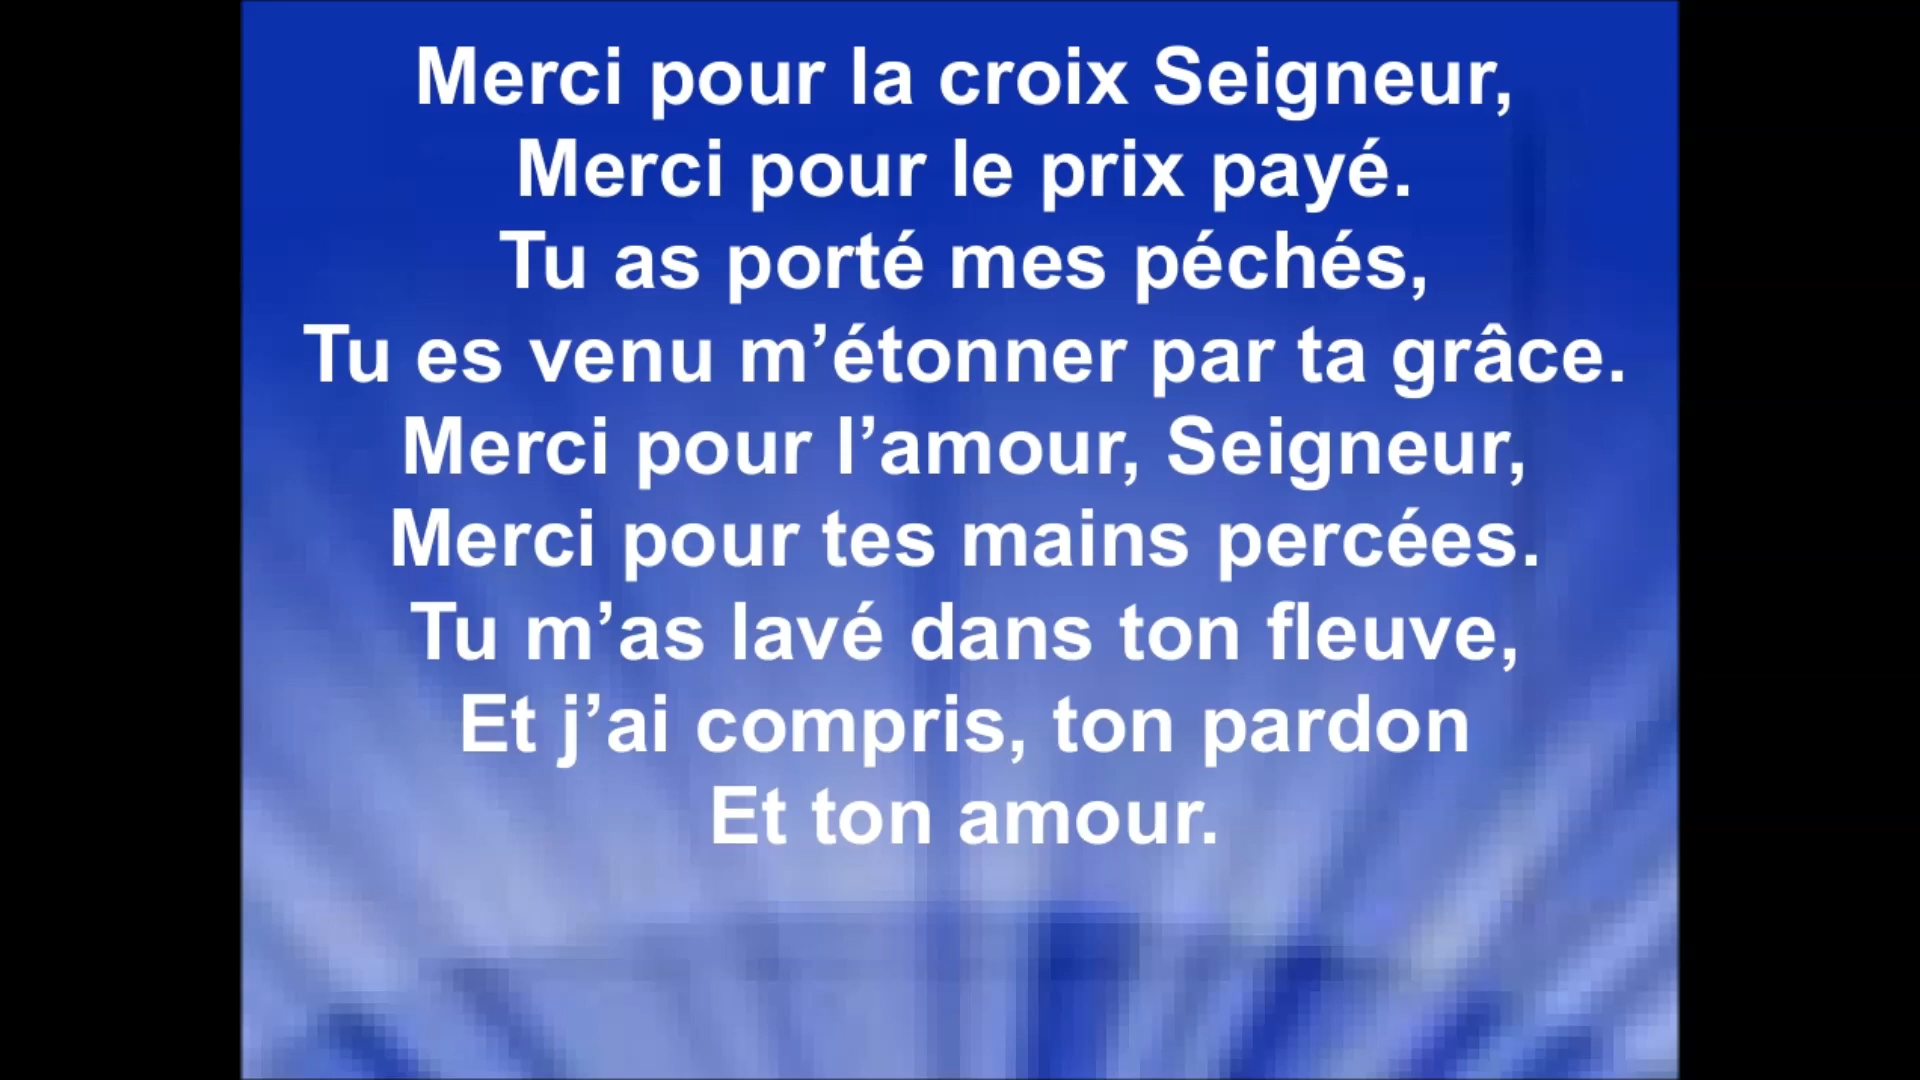 Merci pour la croix Seigneur,
Merci pour le prix payé.
Tu as porté mes péchés,
Tu es venu m’étonner par ta grâce.
Merci pour l’amour, Seigneur,
Merci pour tes mains percées.
Tu m’as lavé dans ton fleuve,
Et j’ai compris, ton pardon
Et ton amour.